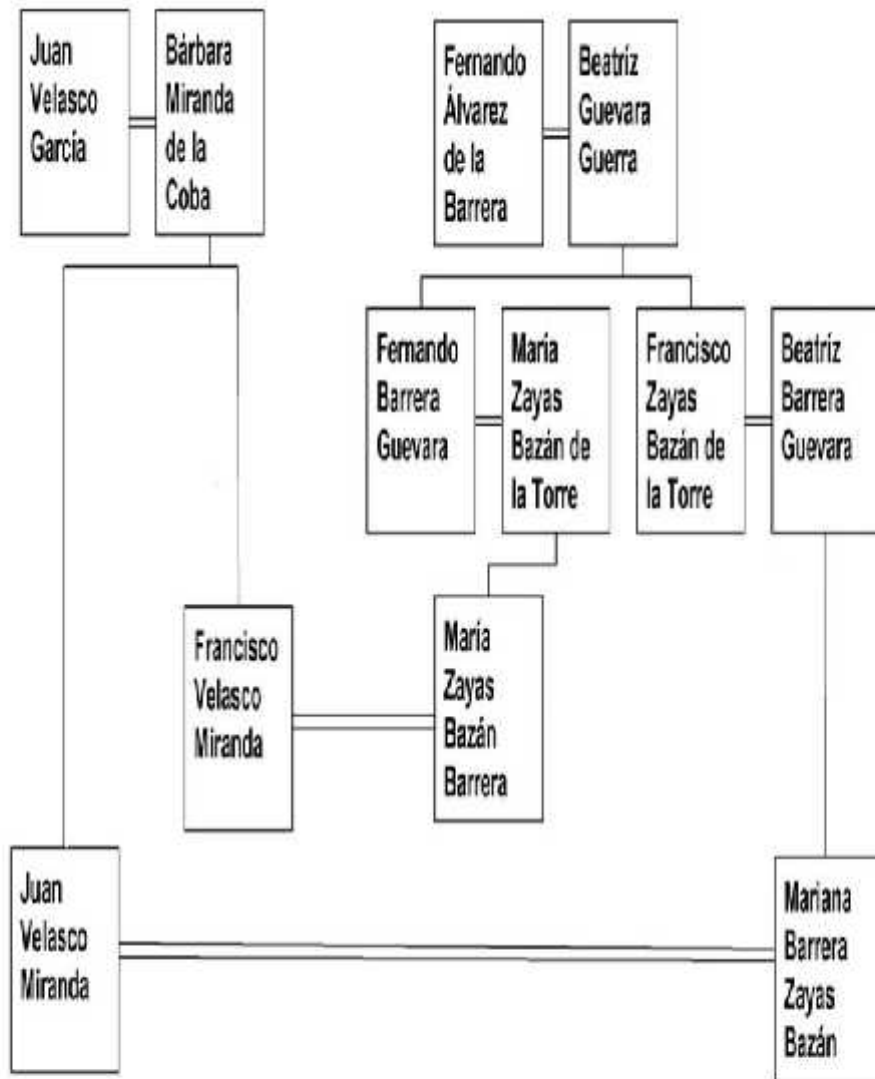 Juan
Velasco
García
Bárbara
Miranda
de la
Coba
Fernando
Álvarez
de la
Barrera
Beatríz
Guevara
Guerra
Fernando
Barrera
Guevara
María
Zayas
Bazán de
la Torre
Francisco
Zayas
Bazán de
la Torre
Beatríz
Barrera
Guevara
Francisco
Velasco
Miranda
María
Zayas
Bazán
Barrera
Juan
Velasco
Miranda
Mariana
Barrera
Zayas
Bazán